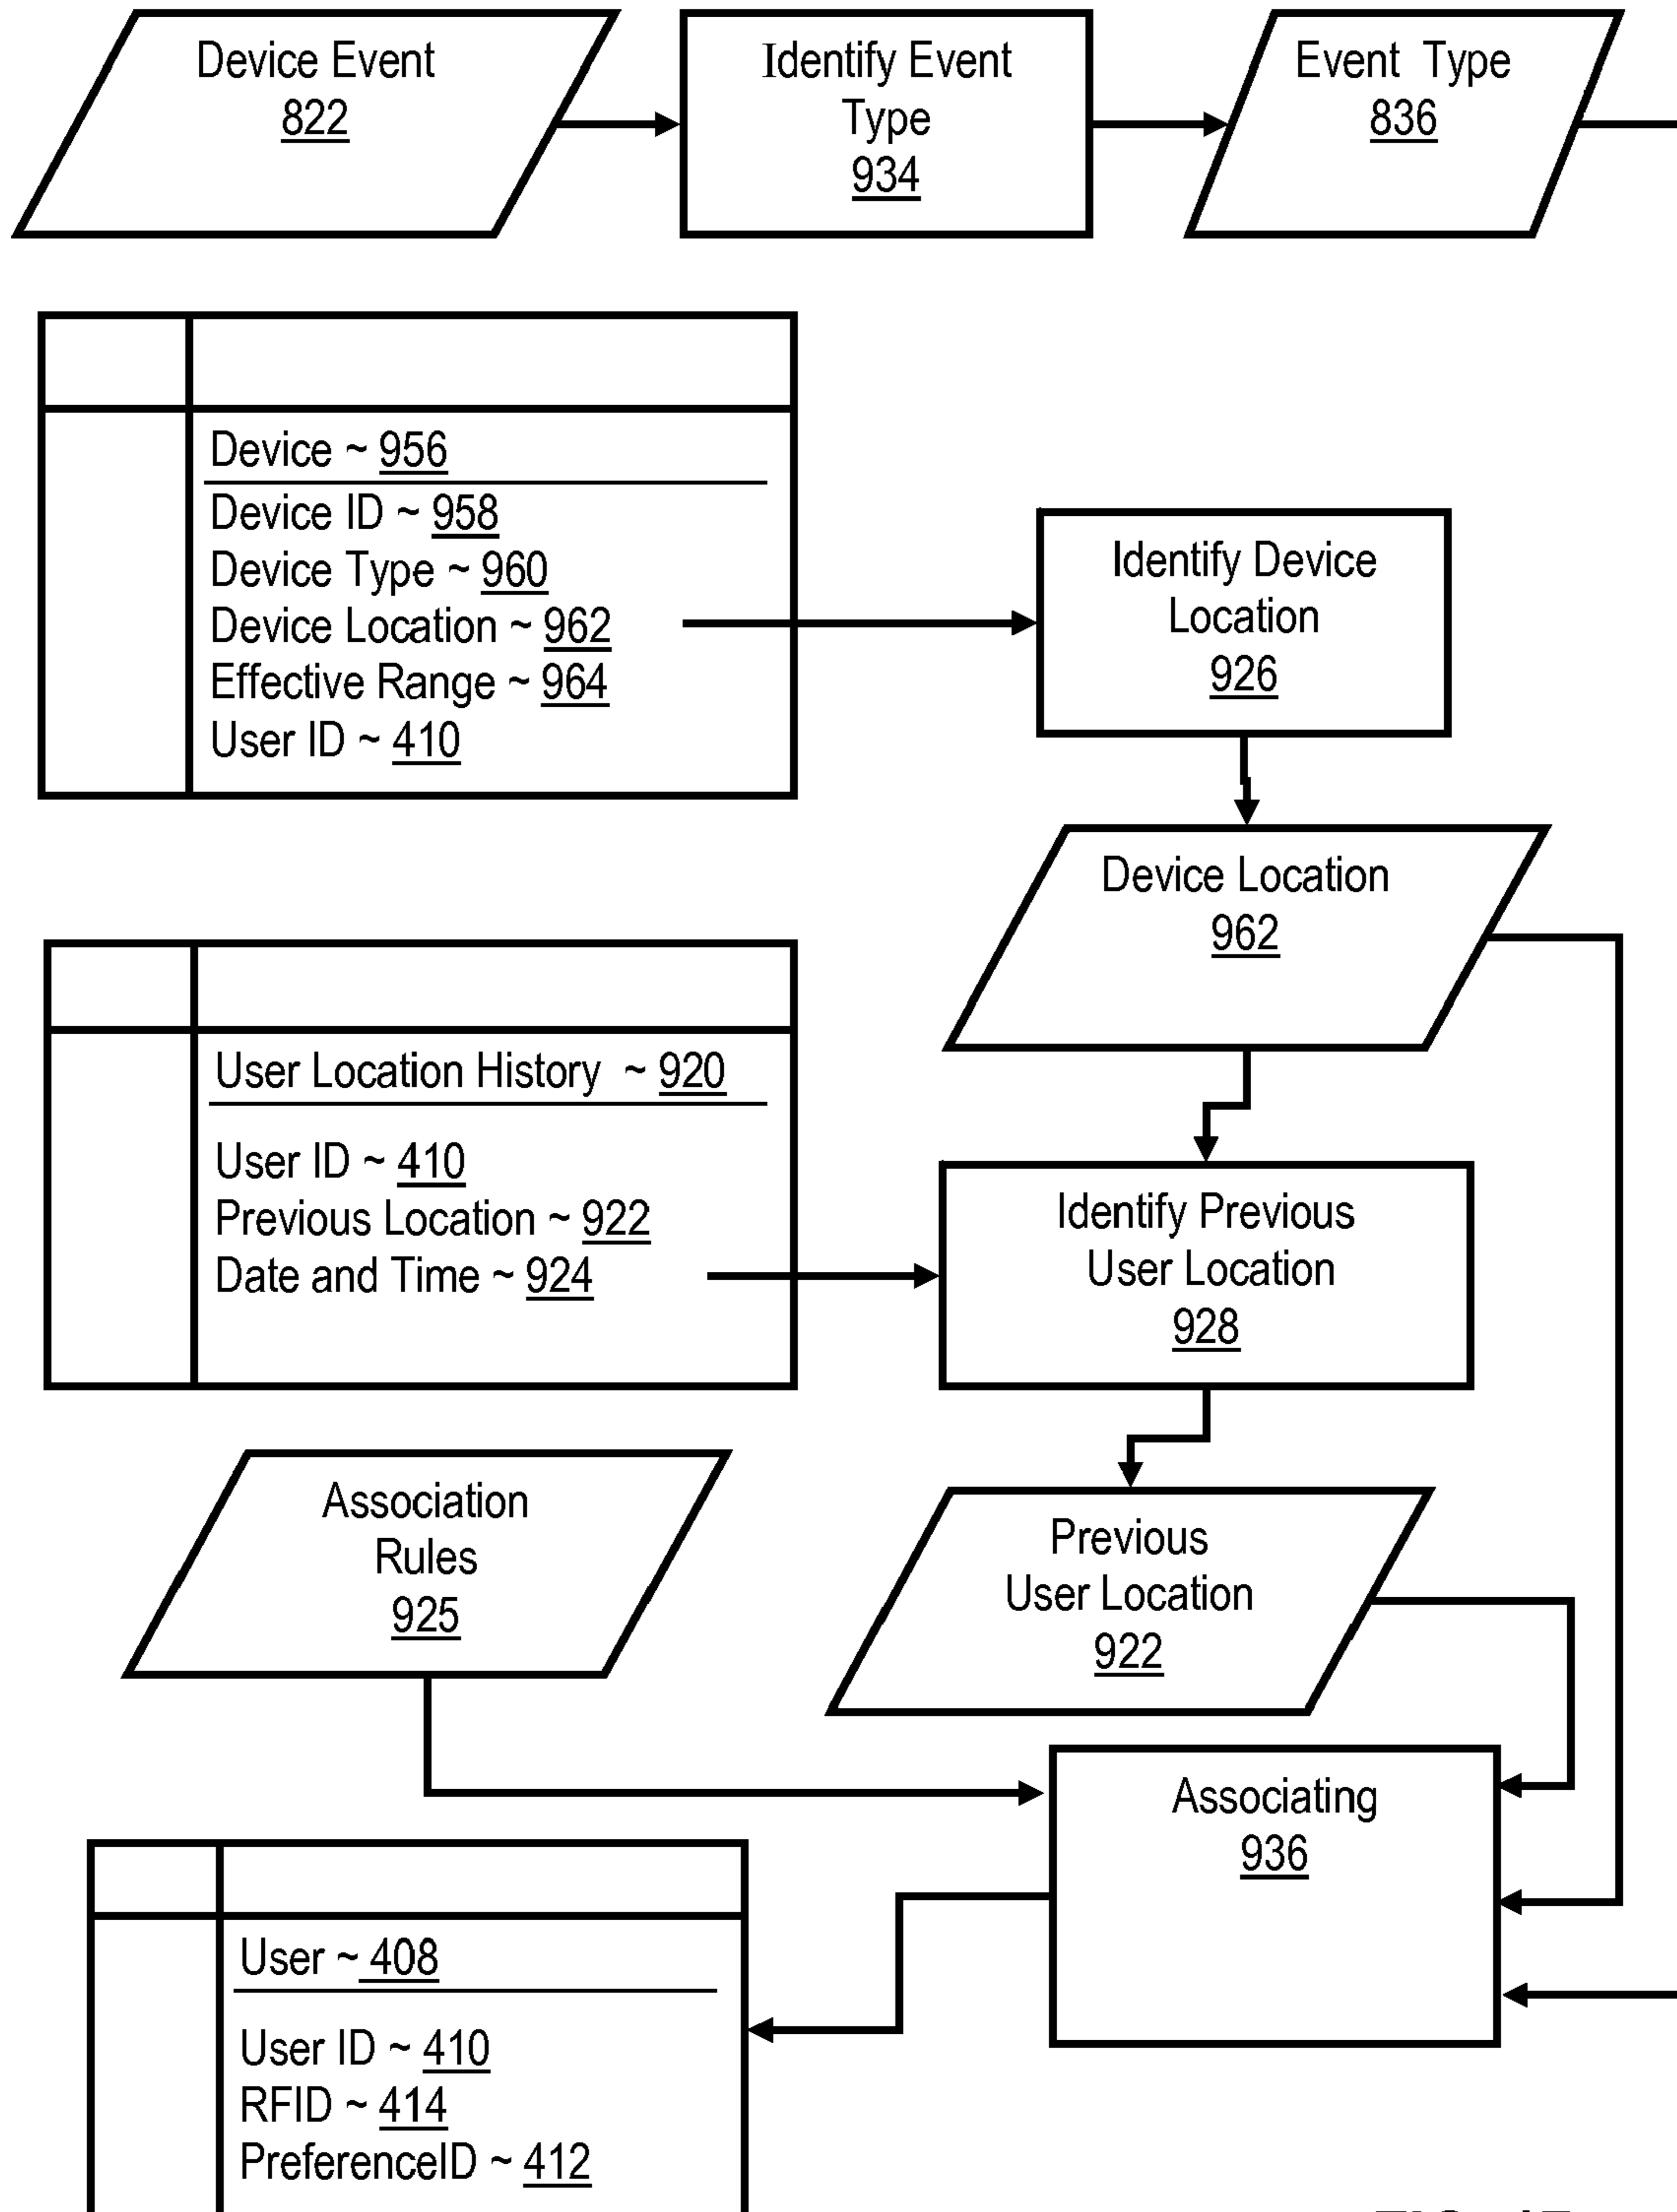 Device Event
822
Identify Event
Type
934
Event Type
836
Device ~ 956
Device ID ~ 958
Device Type ~ 960
Device Location ~ 962
Effective Range ~ 964
User ID ~ 410
Identify Device
Location
926
Device Location
962
User Location History ~ 920
User ID ~ 410
Previous Location ~ 922
Date and Time ~ 924
Identify Previous
User Location
928
Association
Rules
925
Previous
User Location
922
Associating
936
User ~ 408
User ID ~ 410
RFID ~ 414
PreferenceID ~ 412